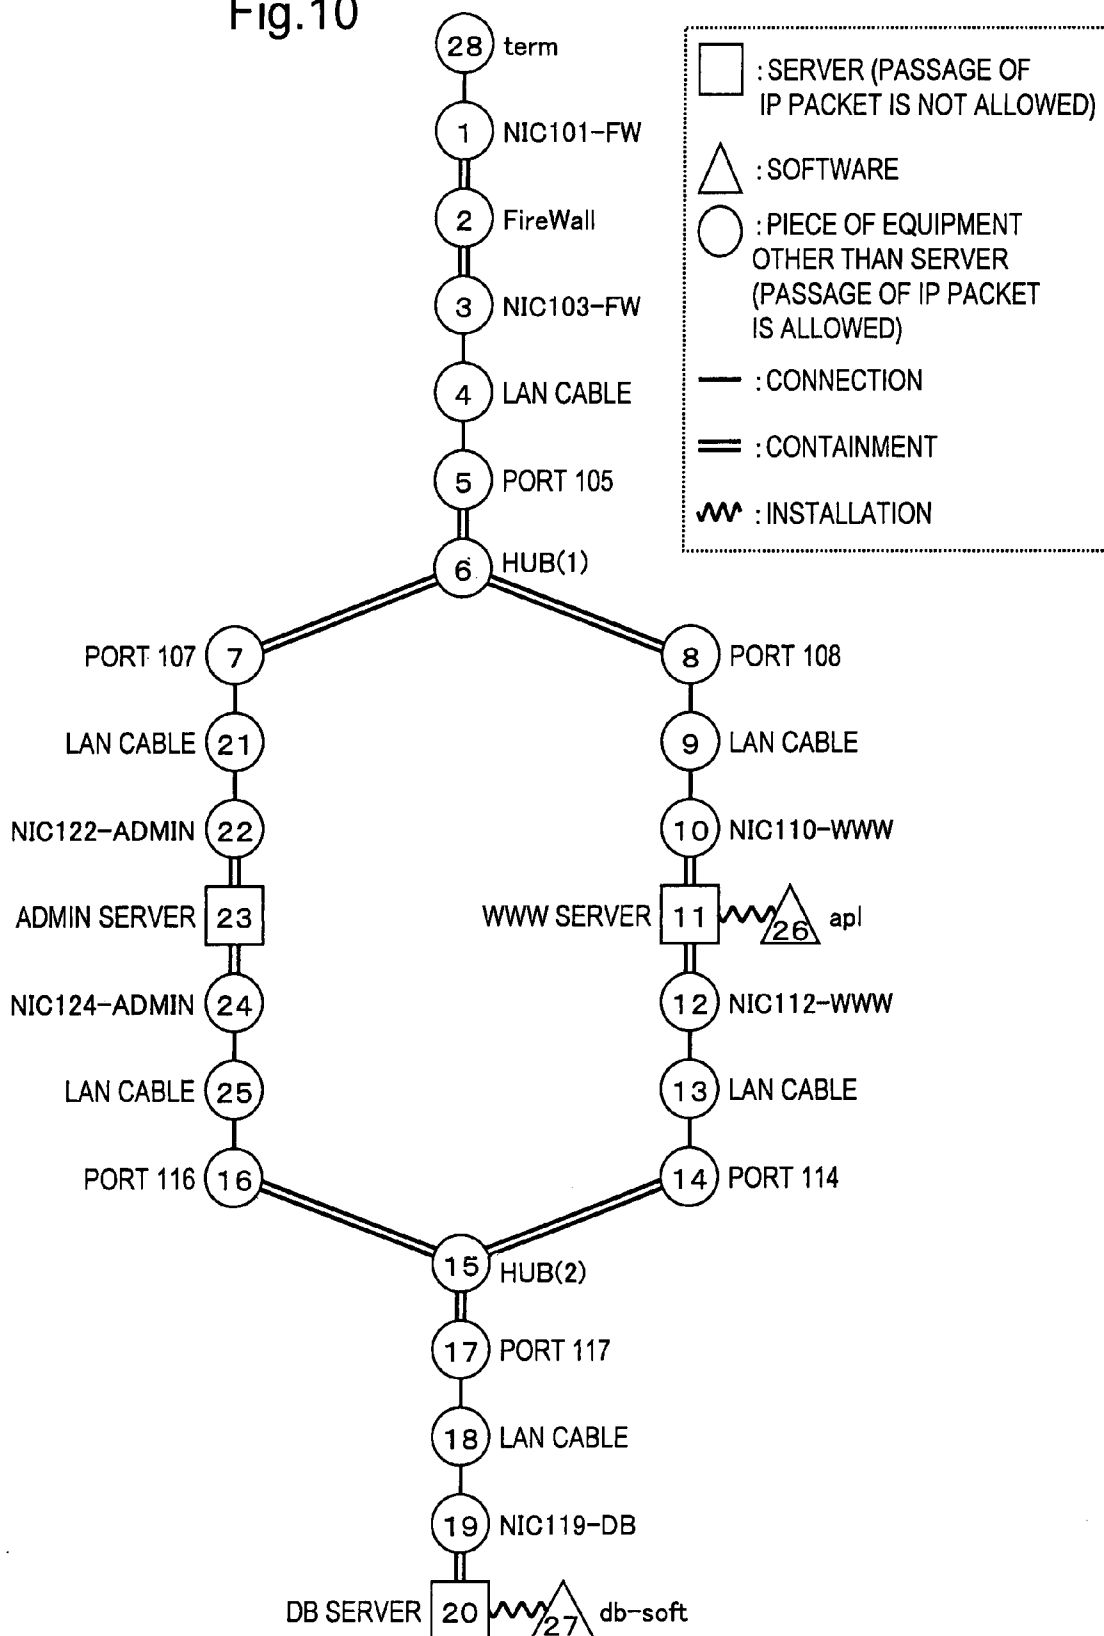 Fig.10
28 term
1 NIC101-FW
2 FireWall
3 NIC103-FW
4 LAN CABLE
5 PORT 105
6 HUB(1)
: SERVER (PASSAGE OF
IP PACKET IS NOT ALLOWED)
: SOFTWARE
: PIECE OF EQUIPMENT
OTHER THAN SERVER
(PASSAGE OF IP PACKET
IS ALLOWED)
: CONNECTION
: CONTAINMENT
: INSTALLATION
PORT 107 7
8 PORT 108
LAN CABLE 21
9 LAN CABLE
NIC122-ADMIN 22
10 NIC110-WWW
ADMIN SERVER 23
WWW SERVER 11
26 apl
NIC124-ADMIN 24
12 NIC112-WWW
LAN CABLE 25
13 LAN CABLE
PORT 116 16
14 PORT 114
15 HUB(2)
17 PORT 117
18 LAN CABLE
19 NIC119-DB
DB SERVER 20
27 db-soft